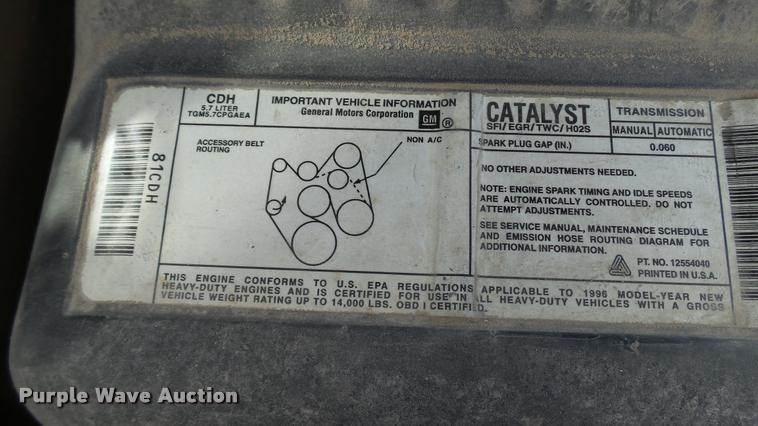 81CDH
CDH
5.7 LITER
TGM5.7CPGAEA
IMPORTANT VEHICLE INFORMATION
General Motors Corporation GM ®
ACCESSORY BELT
ROUTING
NON A/C
CATALYST
SFI/EGR/TWC/HO2S
SPARK PLUG GAP (IN.)
TRANSMISSION
MANUAL AUTOMATIC
0.060
NO OTHER ADJUSTMENTS NEEDED.
NOTE: ENGINE SPARK TIMING AND IDLE SPEEDS
ARE AUTOMATICALLY CONTROLLED. DO NOT
ATTEMPT ADJUSTMENTS.
SEE SERVICE MANUAL, MAINTENANCE SCHEDULE
AND EMISSION HOSE ROUTING DIAGRAM FOR
ADDITIONAL INFORMATION.
PT. NO. 12554040
PRINTED IN U.S.A.
THIS ENGINE CONFORMS TO U.S. EPA REGULATIONS APPLICABLE TO 1996 MODEL-YEAR NEW
HEAVY-DUTY ENGINES AND IS CERTIFIED FOR USE IN ALL HEAVY-DUTY VEHICLES WITH A GROSS
VEHICLE WEIGHT RATING UP TO 14,000 LBS. OBD I CERTIFIED.
Purple Wave Auction